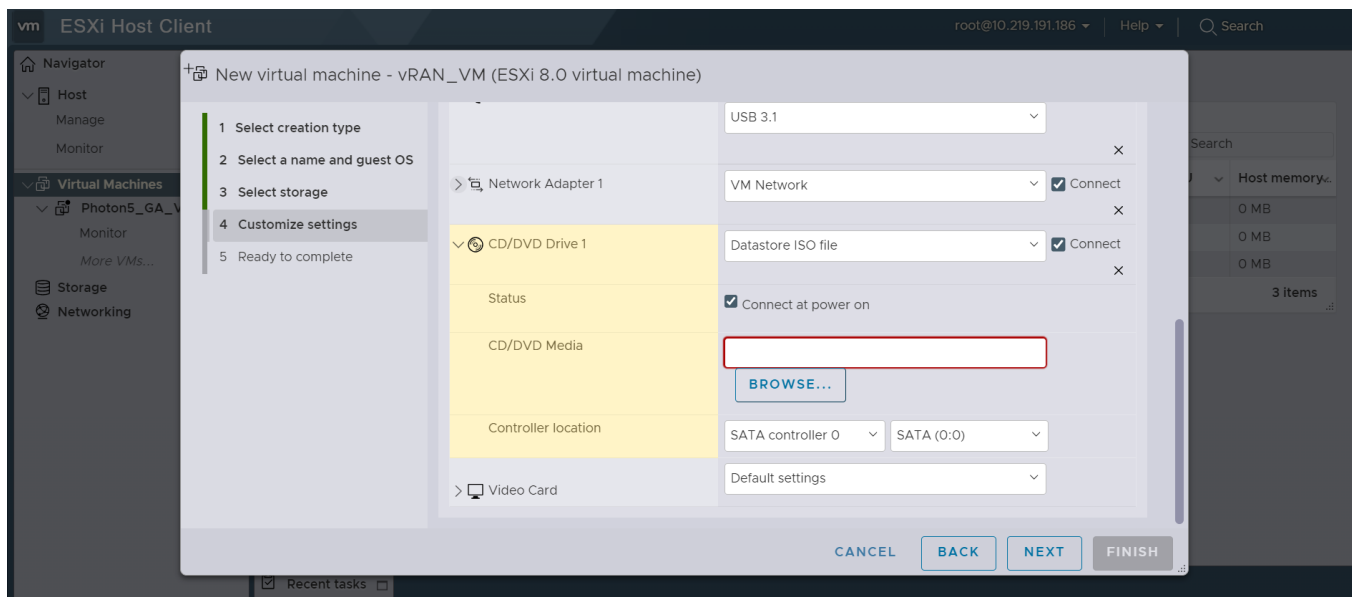 vm ESXi Host Client
root@10.219.191.186
Help
Search
Navigator
Host
Manage
Monitor
Virtual Machines
Photon5_GA_V
Monitor
More VMs...
Storage
Networking
Search
Host memory
0 MB
0 MB
0 MB
3 items
Recent tasks
New virtual machine - vRAN_VM (ESXi 8.0 virtual machine)
1 Select creation type
2 Select a name and guest OS
3 Select storage
4 Customize settings
5 Ready to complete
USB 3.1
Network Adapter 1
VM Network
Connect
CD/DVD Drive 1
Datastore ISO file
Connect
Status
Connect at power on
CD/DVD Media
BROWSE...
Controller location
SATA controller 0
SATA (0:0)
Video Card
Default settings
CANCEL
BACK
NEXT
FINISH